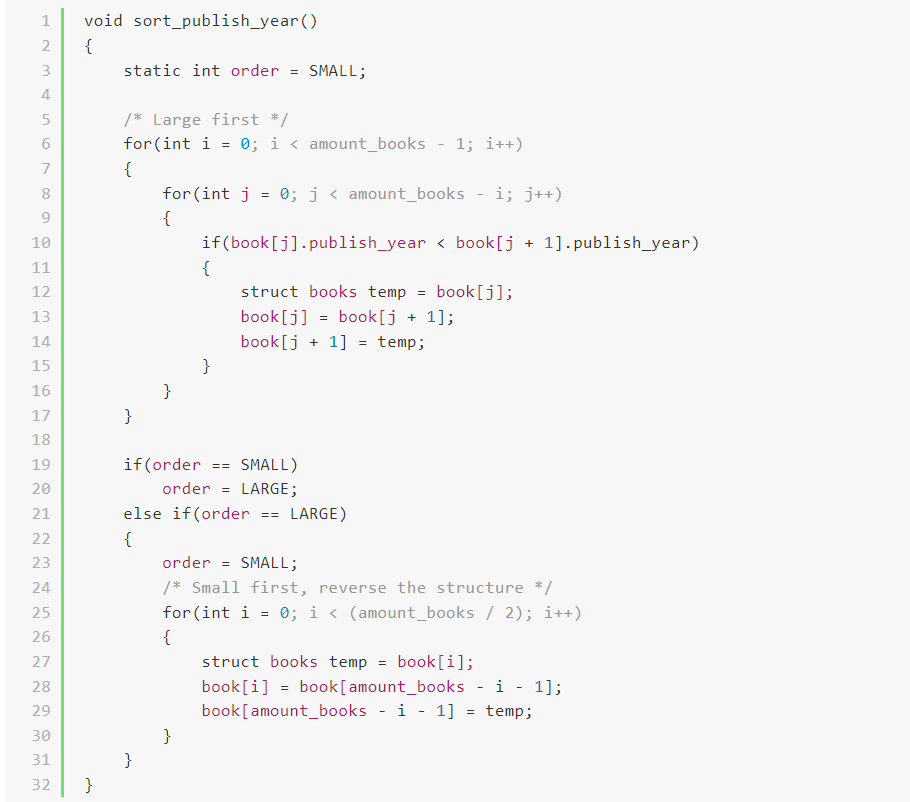 1 void sort_publish_year()
2 {
3     static int order = SMALL;
4
5     /* Large first */
6     for(int i = 0; i < amount_books - 1; i++)
7     {
8         for(int j = 0; j < amount_books - i; j++)
9         {
10             if(book[j].publish_year < book[j + 1].publish_year)
11             {
12                 struct books temp = book[j];
13                 book[j] = book[j + 1];
14                 book[j + 1] = temp;
15             }
16         }
17     }
18
19     if(order == SMALL)
20         order = LARGE;
21     else if(order == LARGE)
22     {
23         order = SMALL;
24         /* Small first, reverse the structure */
25         for(int i = 0; i < (amount_books / 2); i++)
26         {
27             struct books temp = book[i];
28             book[i] = book[amount_books - i - 1];
29             book[amount_books - i - 1] = temp;
30         }
31     }
32 }